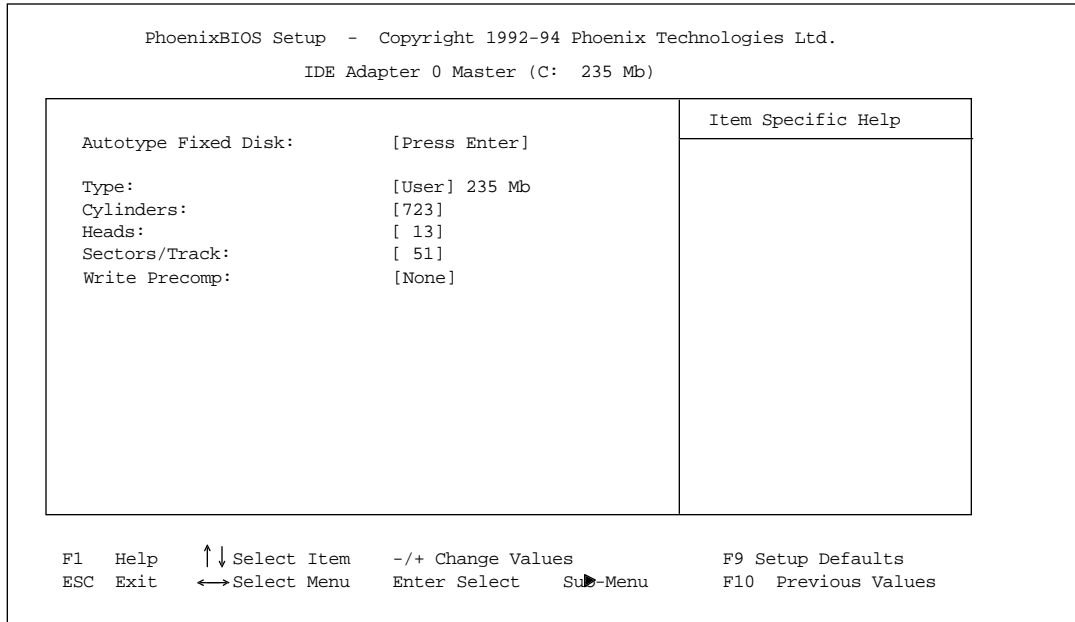 PhoenixBIOS Setup - Copyright 1992-94 Phoenix Technologies Ltd.
IDE Adapter 0 Master (C: 235 Mb)
Item Specific Help
Autotype Fixed Disk: [Press Enter]
Type: [User] 235 Mb
Cylinders: [723]
Heads: [ 13]
Sectors/Track: [ 51]
Write Precomp: [None]
F1 Help ↑↓ Select Item -/+ Change Values F9 Setup Defaults
ESC Exit ←→ Select Menu Enter Select Sub-Menu F10 Previous Values